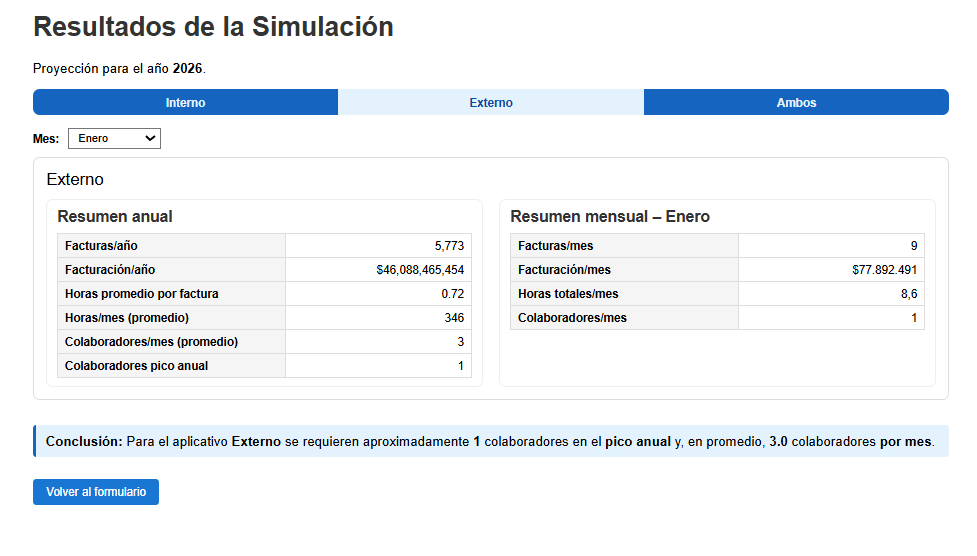 Resultados de la Simulación
Proyección para el año 2026.
Interno Externo Ambos
Mes: Enero
Externo
Resumen anual
Facturas/año 5,773
Facturación/año $46,088,465,454
Horas promedio por factura 0.72
Horas/mes (promedio) 346
Colaboradores/mes (promedio) 3
Colaboradores pico anual 1
Resumen mensual – Enero
Facturas/mes 9
Facturación/mes $77.892.491
Horas totales/mes 8,6
Colaboradores/mes 1
Conclusión: Para el aplicativo Externo se requieren aproximadamente 1 colaboradores en el pico anual y, en promedio, 3.0 colaboradores por mes.
Volver al formulario